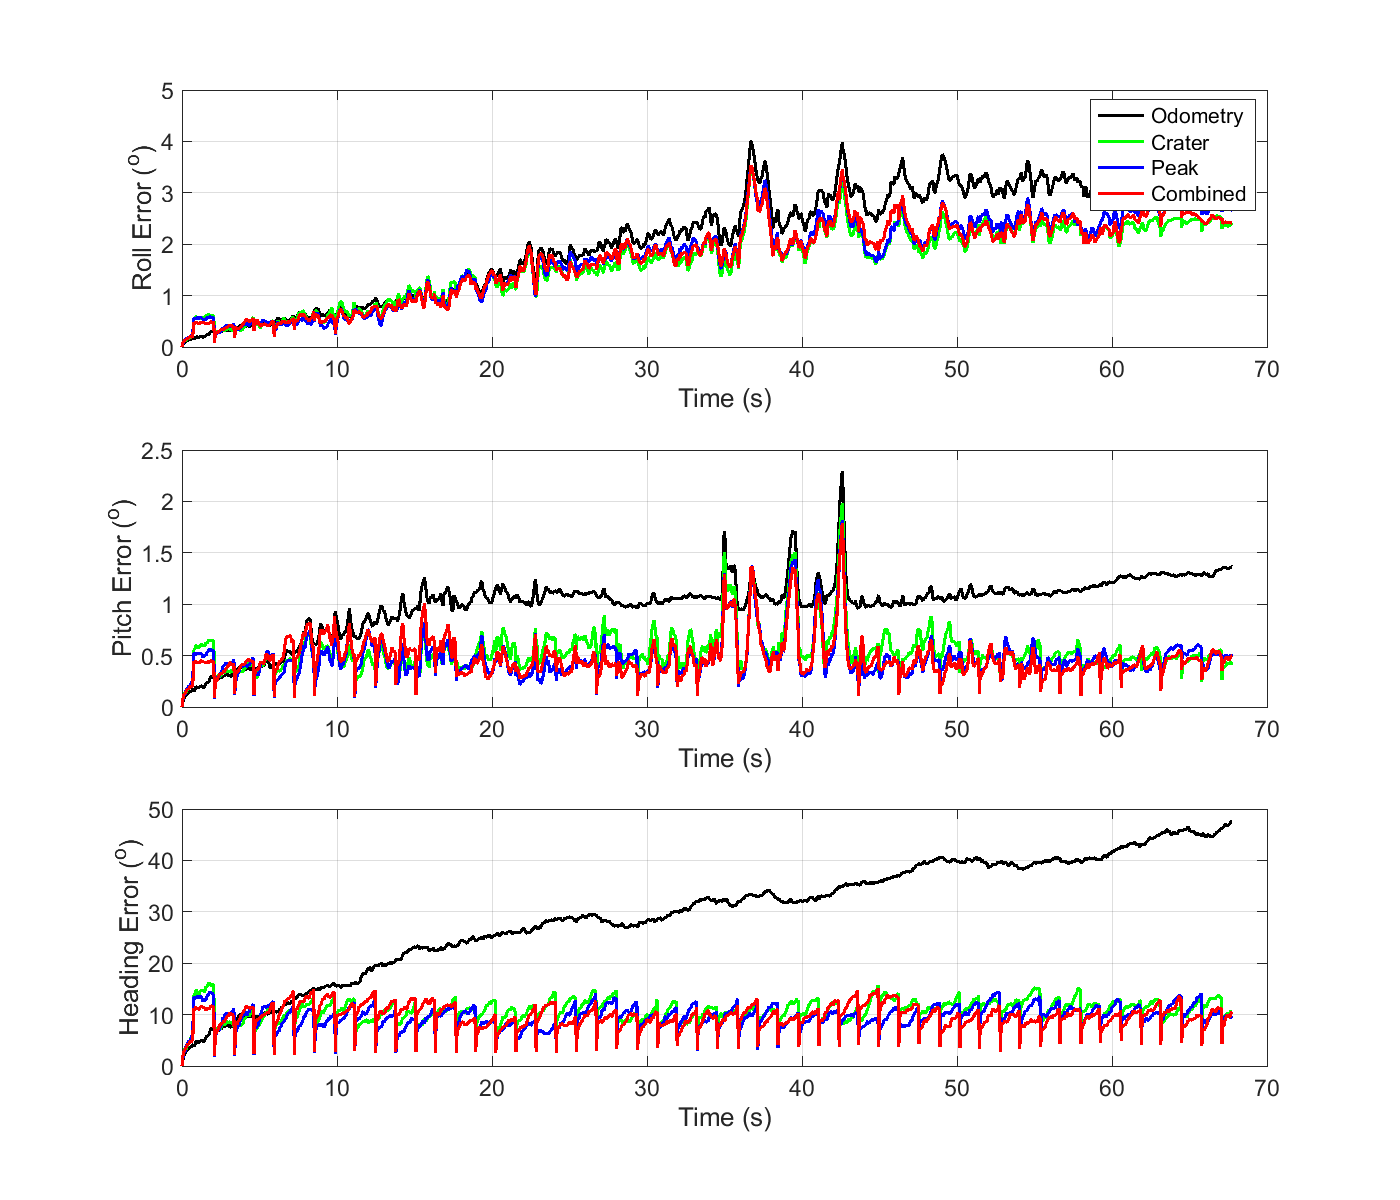 5
4
3
2
1
0
Roll Error (o)
Odometry
Crater
Peak
Combined
0 10 20 30 40 50 60 70
Time (s)
2.5
2
1.5
1
0.5
0
Pitch Error (o)
0 10 20 30 40 50 60 70
Time (s)
50
40
30
20
10
0
Heading Error (o)
0 10 20 30 40 50 60 70
Time (s)